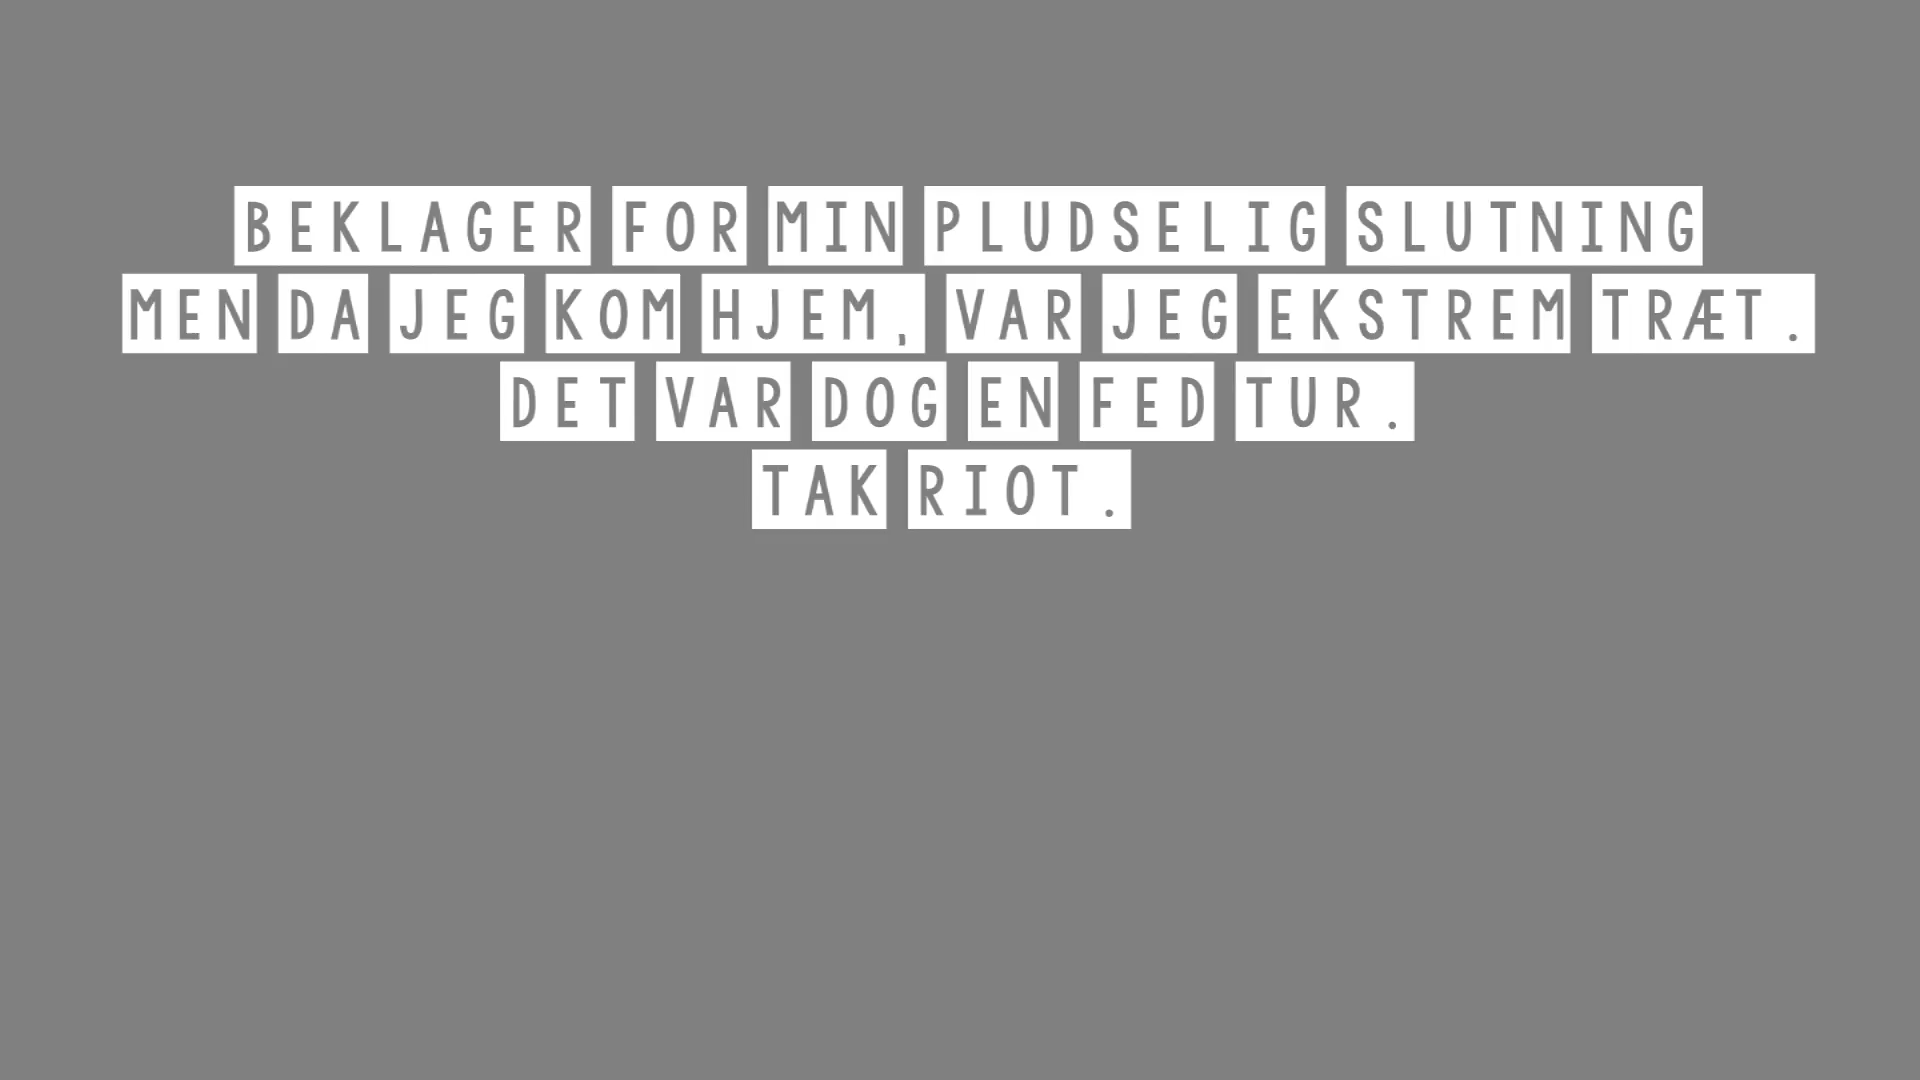 BEKLAGER FOR MIN PLUDSELIG SLUTNING
MEN DA JEG KOM HJEM, VAR JEG EKSTREM TRÆT.
DET VAR DOG EN FED TUR.
TAK RIOT.